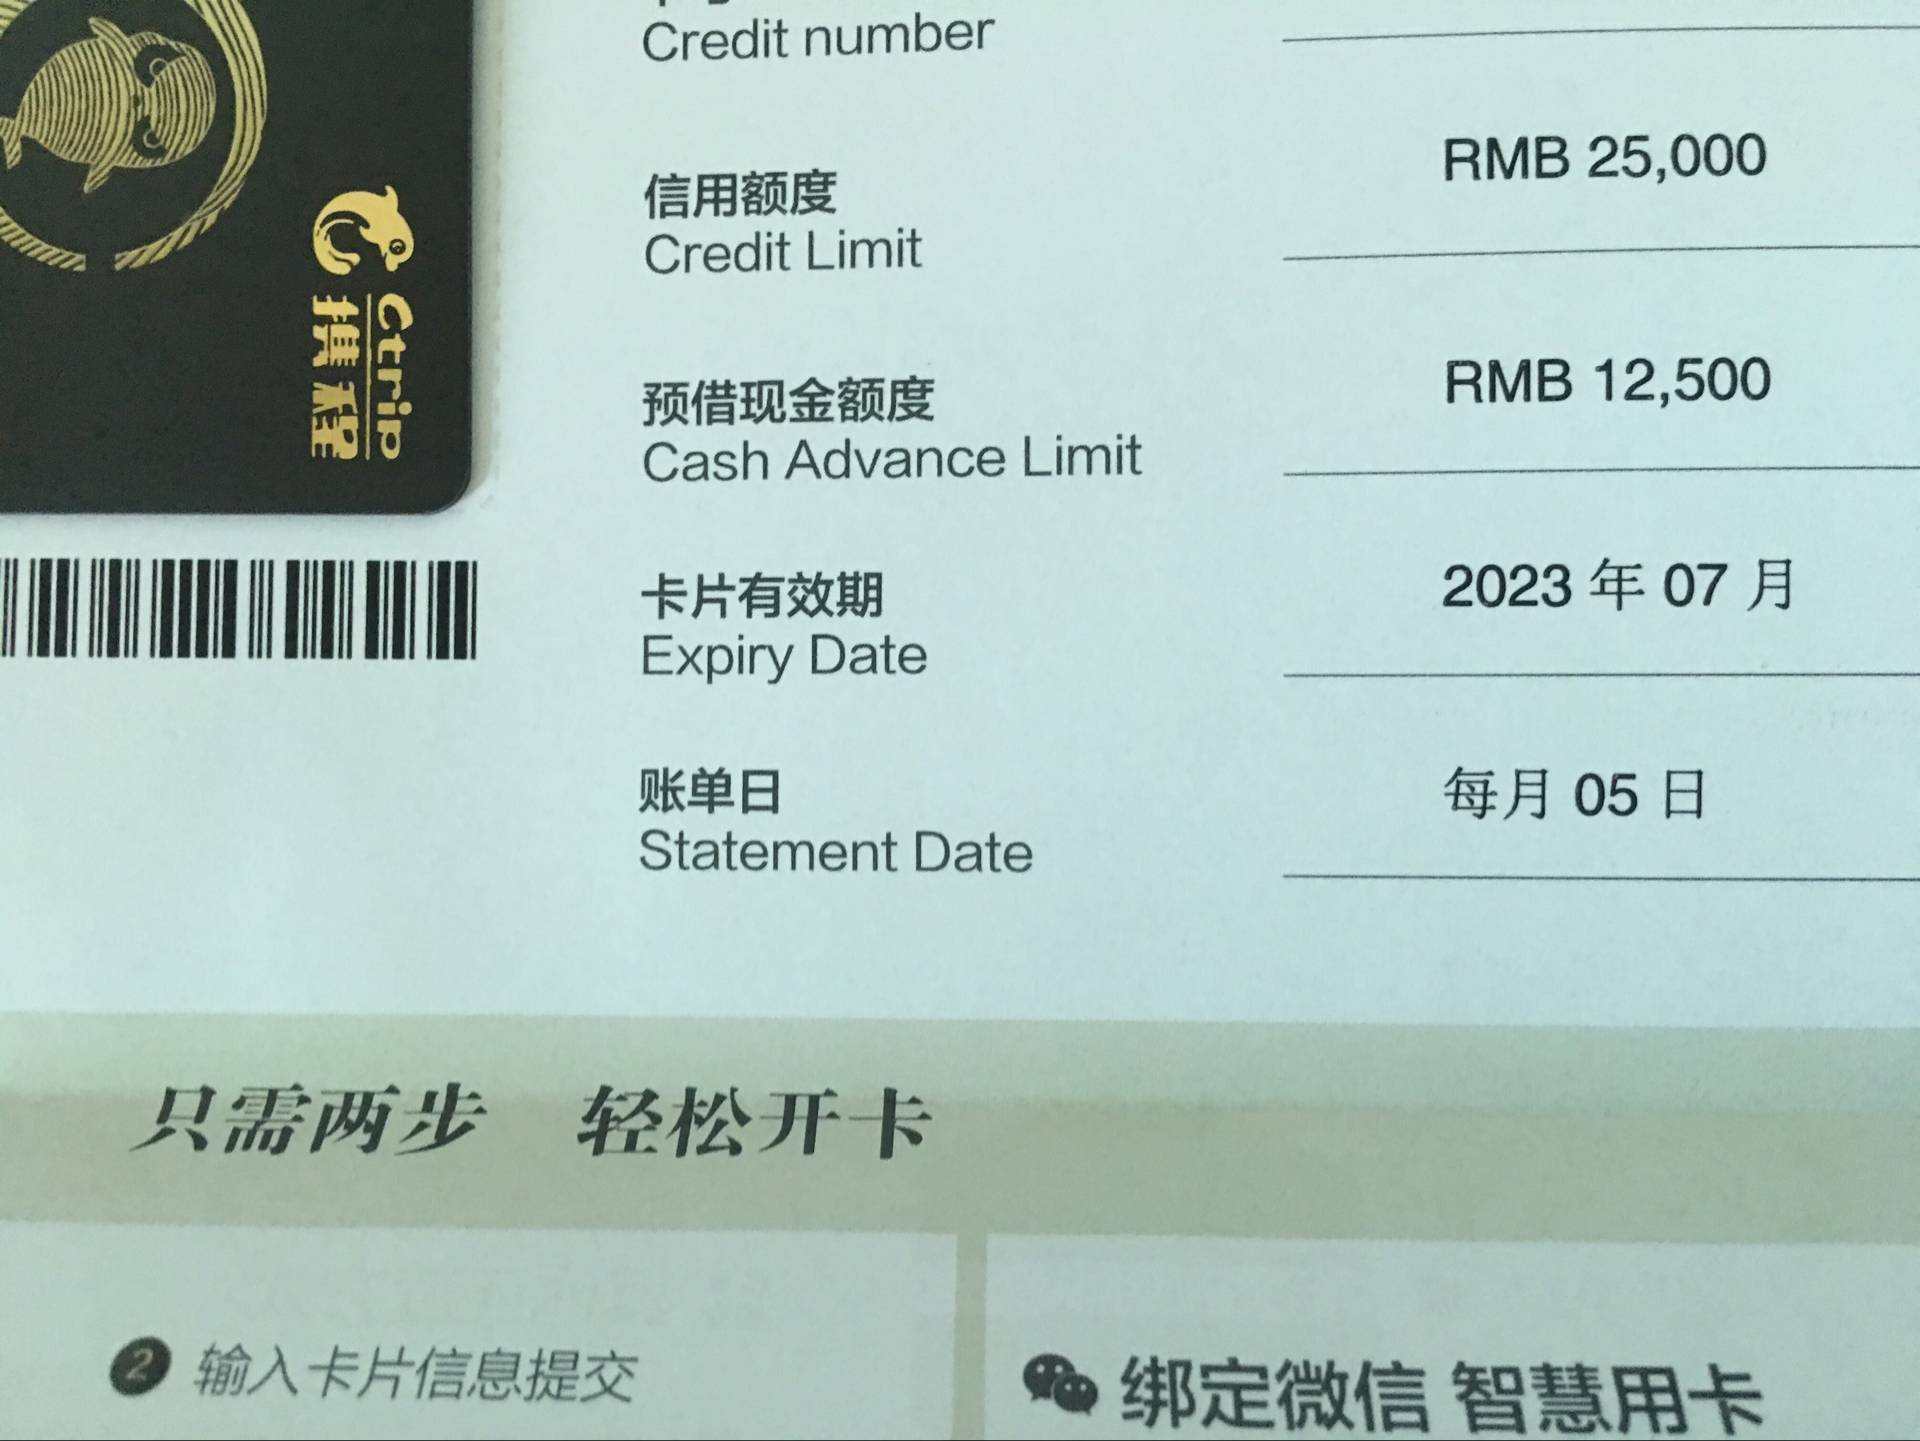 Credit number
信用额度
Credit Limit
RMB 25,000
预借现金额度
Cash Advance Limit
RMB 12,500
卡片有效期
Expiry Date
2023 年 07 月
账单日
Statement Date
每月 05 日
Ctrip
携程
只需两步 轻松开卡
2 输入卡片信息提交
绑定微信 智慧用卡